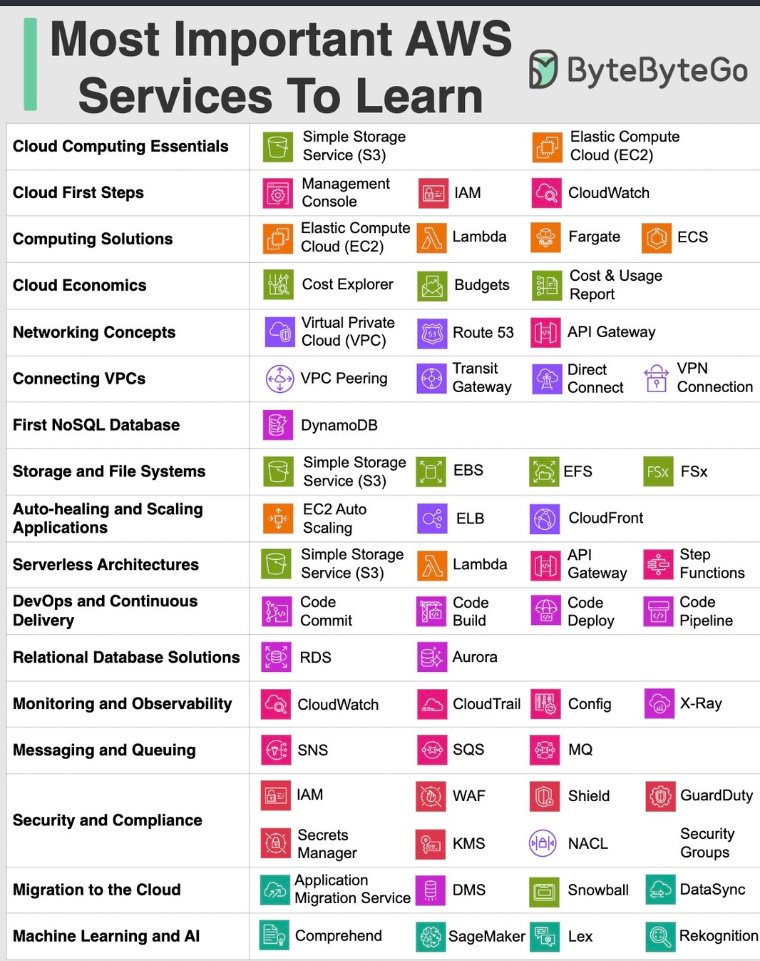 Most Important AWS
Services To Learn
ByteByteGo
Cloud Computing Essentials
Simple Storage
Service (S3)
Elastic Compute
Cloud (EC2)
Cloud First Steps
Management
Console
IAM
CloudWatch
Computing Solutions
Elastic Compute
Cloud (EC2)
Lambda
Fargate
ECS
Cloud Economics
Cost Explorer
Budgets
Cost & Usage
Report
Networking Concepts
Virtual Private
Cloud (VPC)
53
Route 53
API Gateway
Connecting VPCs
VPC Peering
Transit
Gateway
Direct
Connect
VPN
Connection
First NoSQL Database
DynamoDB
Storage and File Systems
Simple Storage
Service (S3)
EBS
EFS
FSx
FSx
Auto-healing and Scaling
Applications
EC2 Auto
Scaling
ELB
CloudFront
Serverless Architectures
Simple Storage
Service (S3)
Lambda
API
Gateway
Step
Functions
DevOps and Continuous
Delivery
Code
Commit
Code
Build
Code
Deploy
Code
Pipeline
Relational Database Solutions
RDS
Aurora
Monitoring and Observability
CloudWatch
CloudTrail
Config
X-Ray
Messaging and Queuing
SNS
SQS
MQ
Security and Compliance
IAM
WAF
Shield
GuardDuty
Secrets
Manager
KMS
NACL
Security
Groups
Migration to the Cloud
Application
Migration Service
DMS
Snowball
DataSync
Machine Learning and AI
Comprehend
SageMaker
Lex
Rekognition